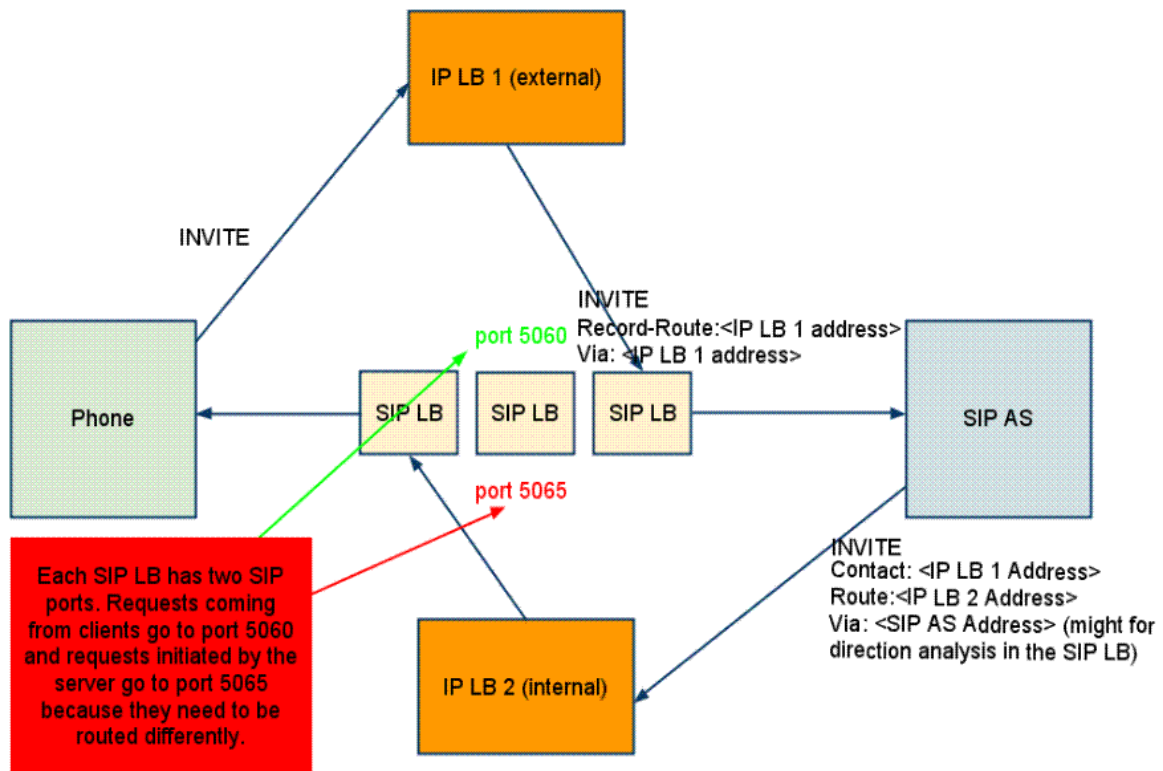 IP LB 1 (external)
INVITE
INVITE
Record-Route:<IP LB 1 address>
Via: <IP LB 1 address>
port 5060
Phone
SIP LB
SIP LB
SIP LB
SIP AS
port 5065
Each SIP LB has two SIP
ports. Requests coming
from clients go to port 5060
and requests initiated by the
server go to port 5065
because they need to be
routed differently.
IP LB 2 (internal)
INVITE
Contact: <IP LB 1 Address>
Route:<IP LB 2 Address>
Via: <SIP AS Address> (might for
direction analysis in the SIP LB)